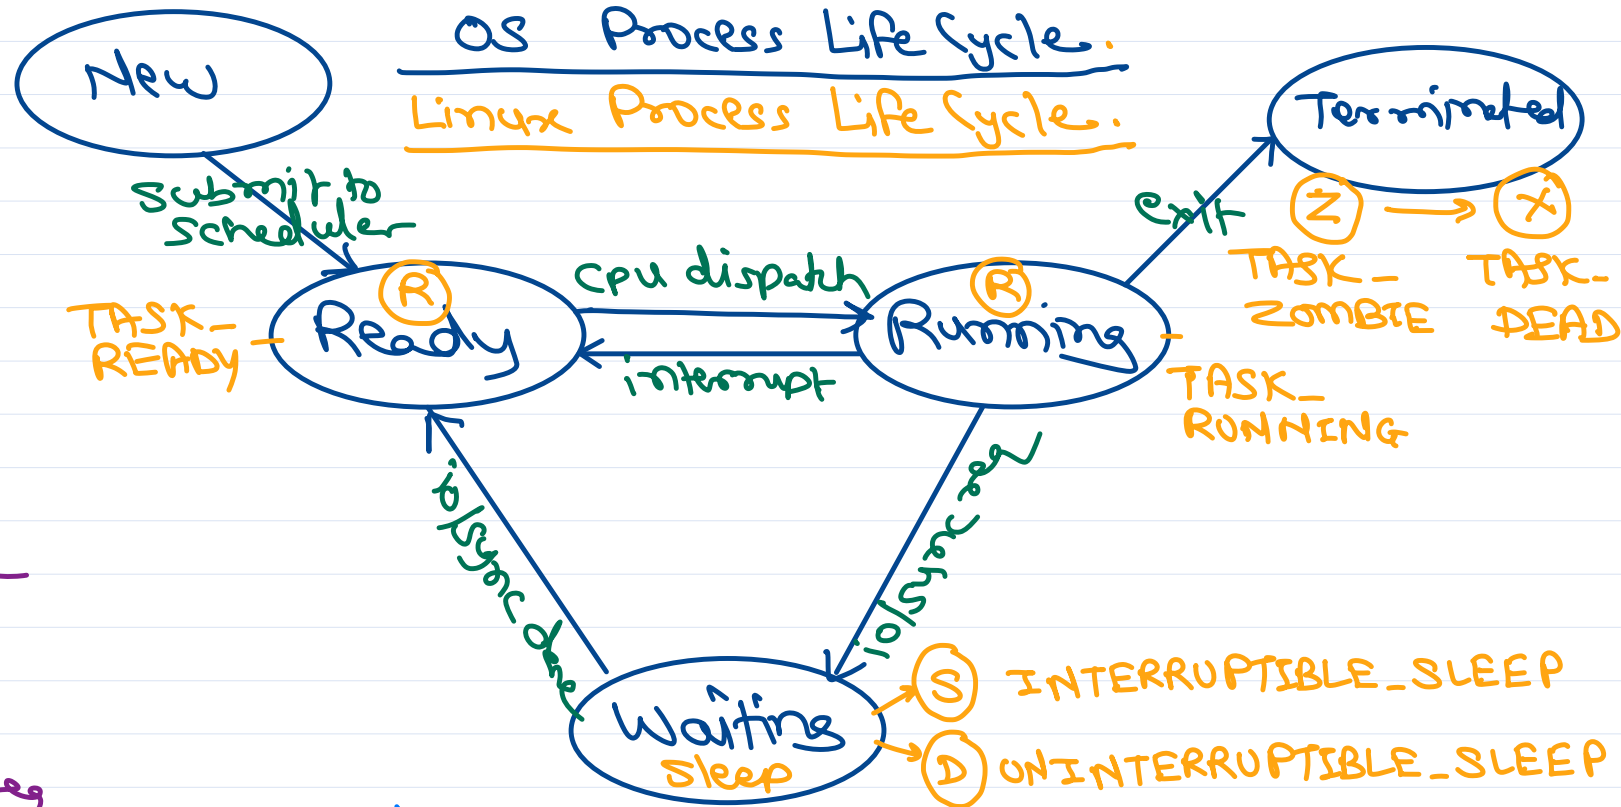 OS Process Life Cycle.
Linux Process Life Cycle.
New
Terminated
submit to
scheduler
exit
Z
X
TASK_
ZOMBIE
TASK_
DEAD
R
cpu dispatch
R
TASK_
READY
Ready
Running
interrupt
TASK_
RUNNING
io/sync done
io/sync req
Waiting
sleep
S INTERRUPTIBLE_SLEEP
D UNINTERRUPTIBLE_SLEEP